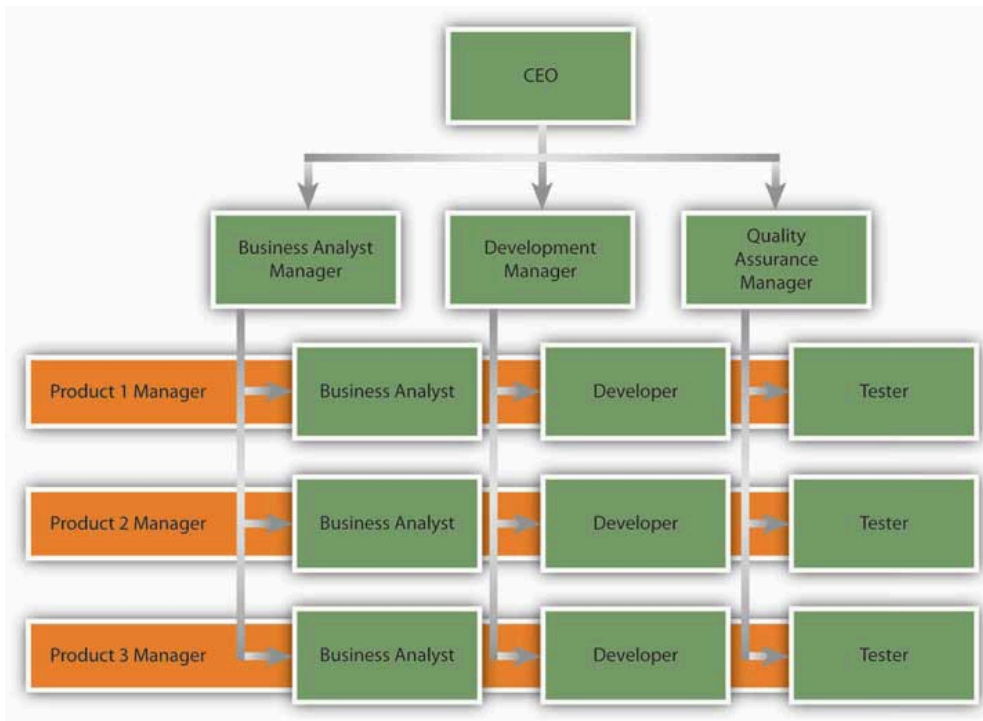 CEO
Business Analyst
Manager
Development
Manager
Quality
Assurance
Manager
Product 1 Manager
Business Analyst
Developer
Tester
Product 2 Manager
Business Analyst
Developer
Tester
Product 3 Manager
Business Analyst
Developer
Tester